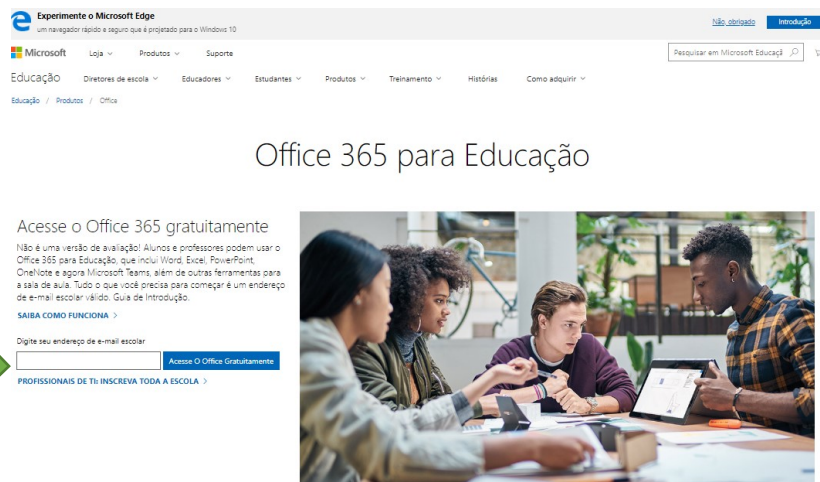 Experimente o Microsoft Edge
um navegador rápido e seguro que é projetado para o Windows 10
Não, obrigado
Introdução
Microsoft
Loja
Produtos
Suporte
Pesquisar em Microsoft Educaçã
Educação
Diretores de escola
Educadores
Estudantes
Produtos
Treinamento
Histórias
Como adquirir
Educação / Produtos / Office
Office 365 para Educação
Acesse o Office 365 gratuitamente
Não é uma versão de avaliação! Alunos e professores podem usar o
Office 365 para Educação, que inclui Word, Excel, PowerPoint,
OneNote e agora Microsoft Teams, além de outras ferramentas para
a sala de aula. Tudo o que você precisa para começar é um endereço
de e-mail escolar válido. Guia de Introdução.
SAIBA COMO FUNCIONA >
Digite seu endereço de e-mail escolar
Acesse O Office Gratuitamente
PROFISSIONAIS DE TI: INSCREVA TODA A ESCOLA >